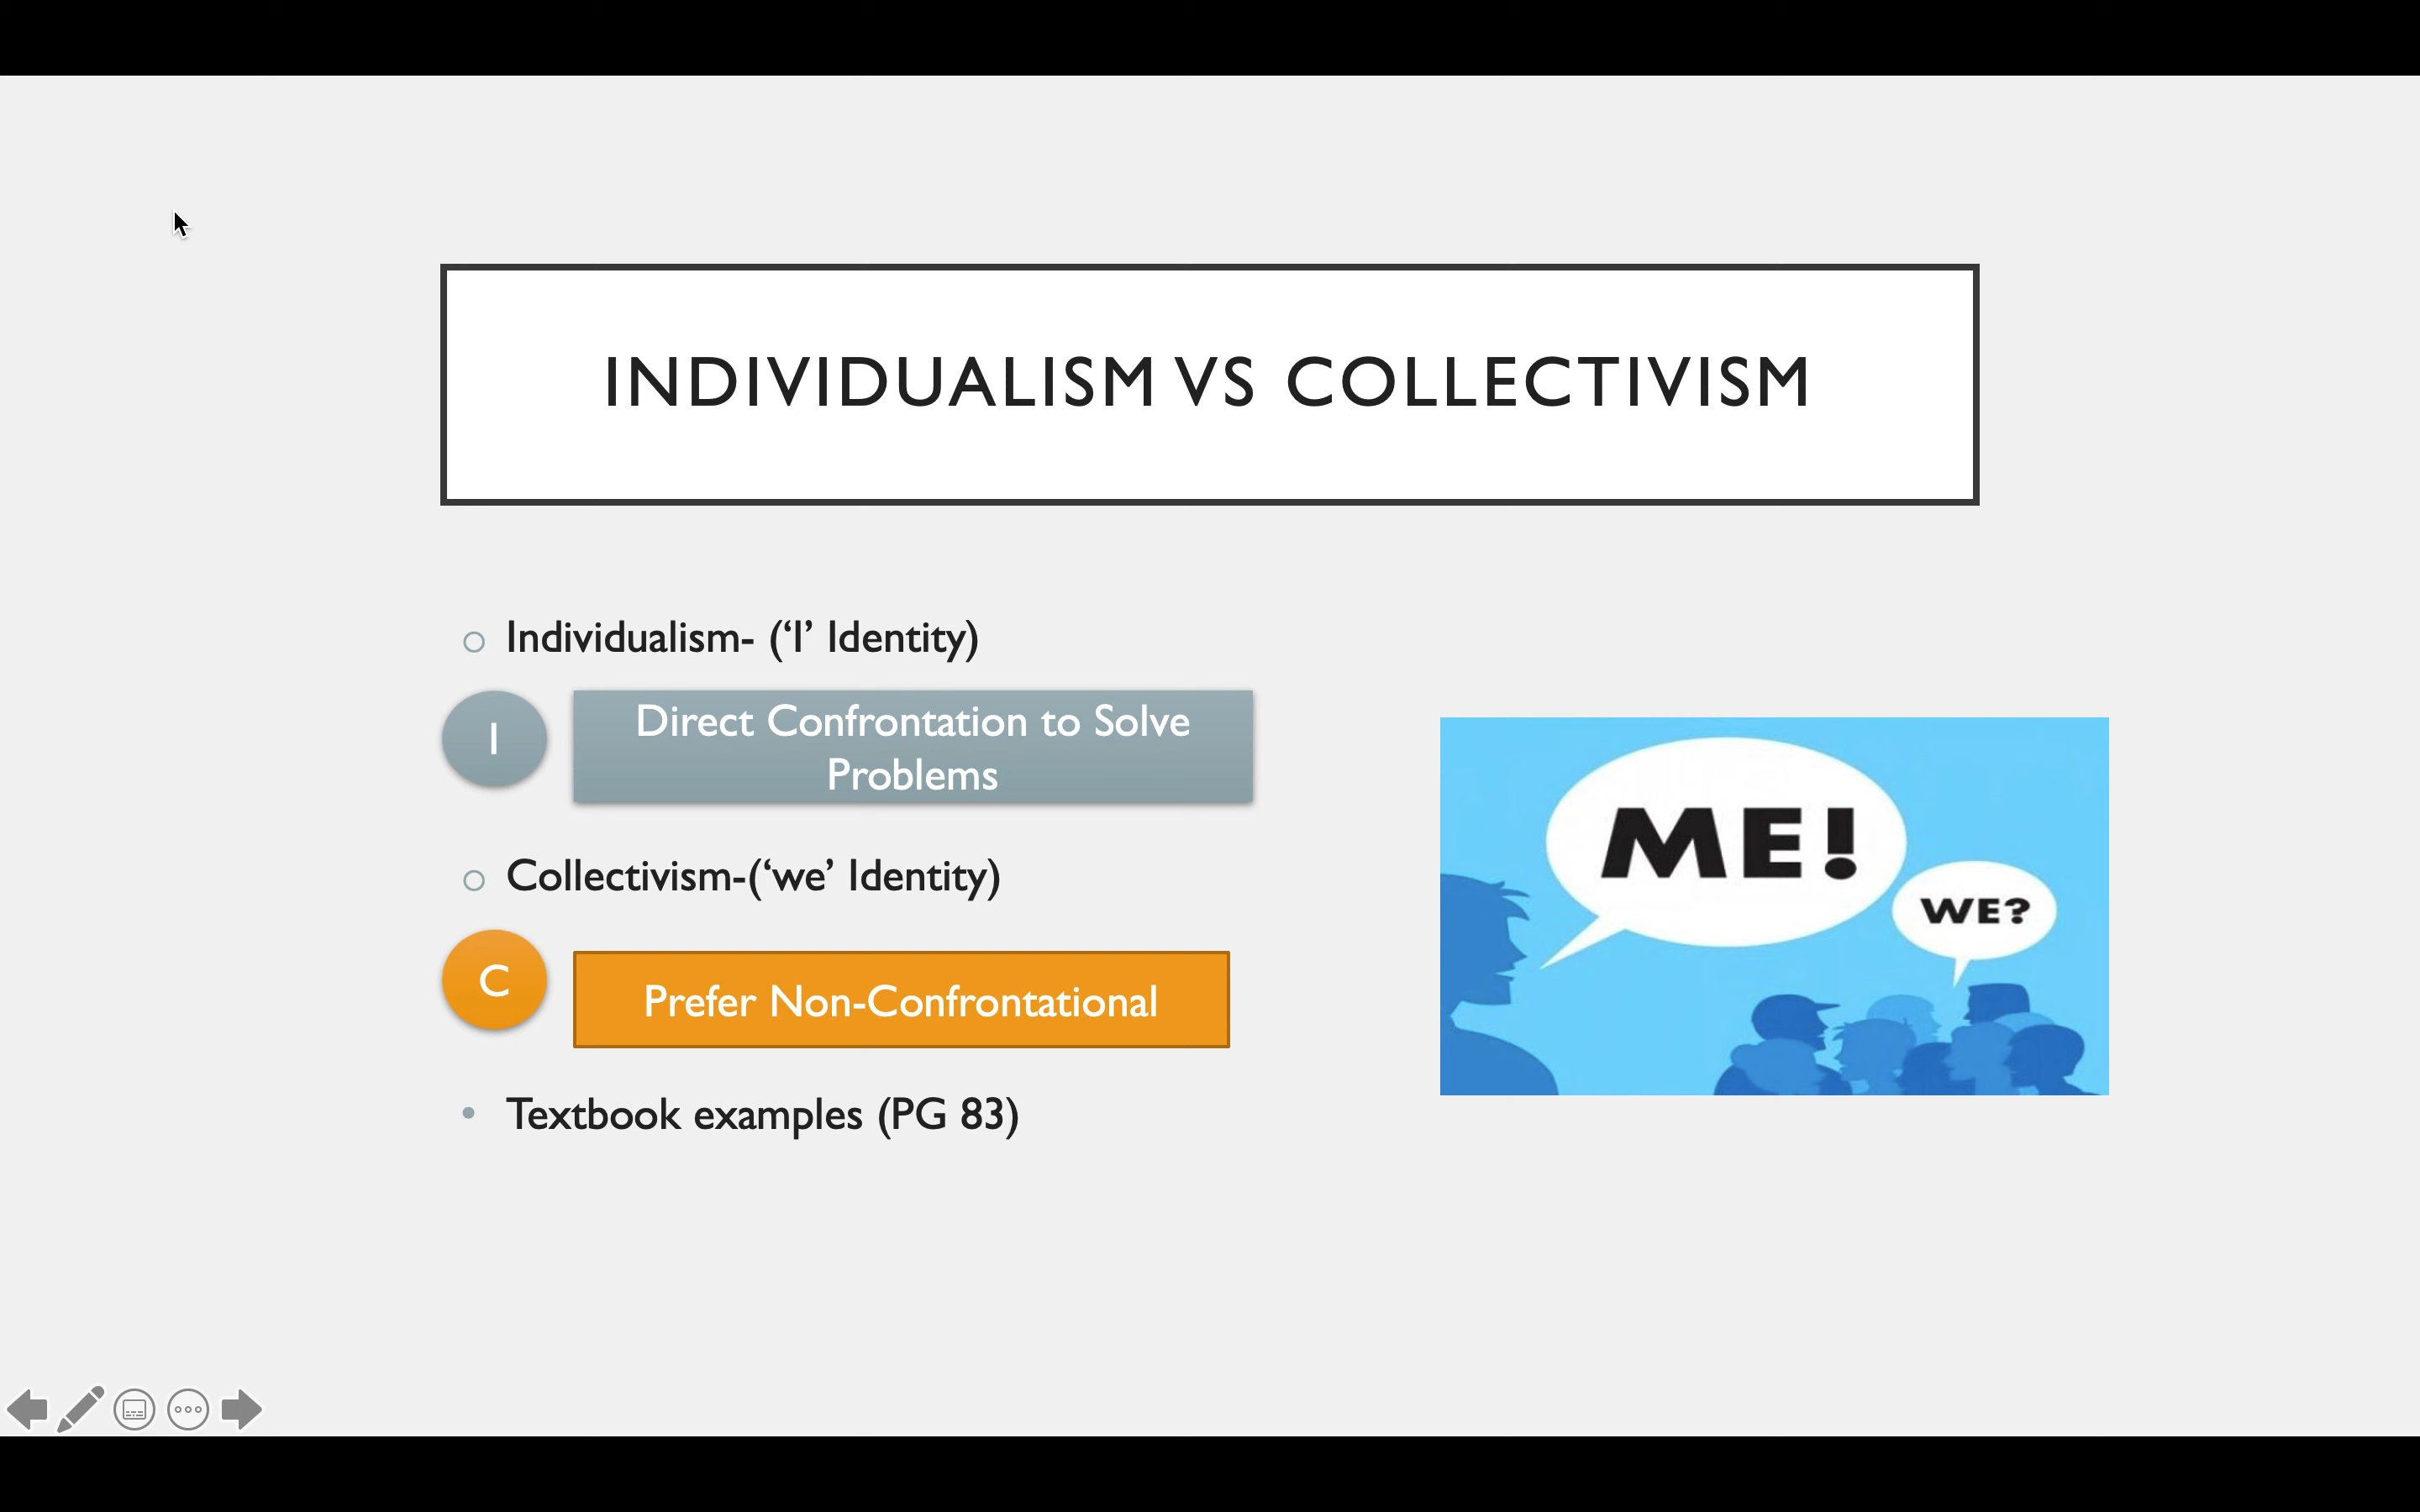 INDIVIDUALISM VS COLLECTIVISM
Individualism- (‘I’ Identity)
I
Direct Confrontation to Solve
Problems
Collectivism-(‘we’ Identity)
C
Prefer Non-Confrontational
Textbook examples (PG 83)
ME!
WE?